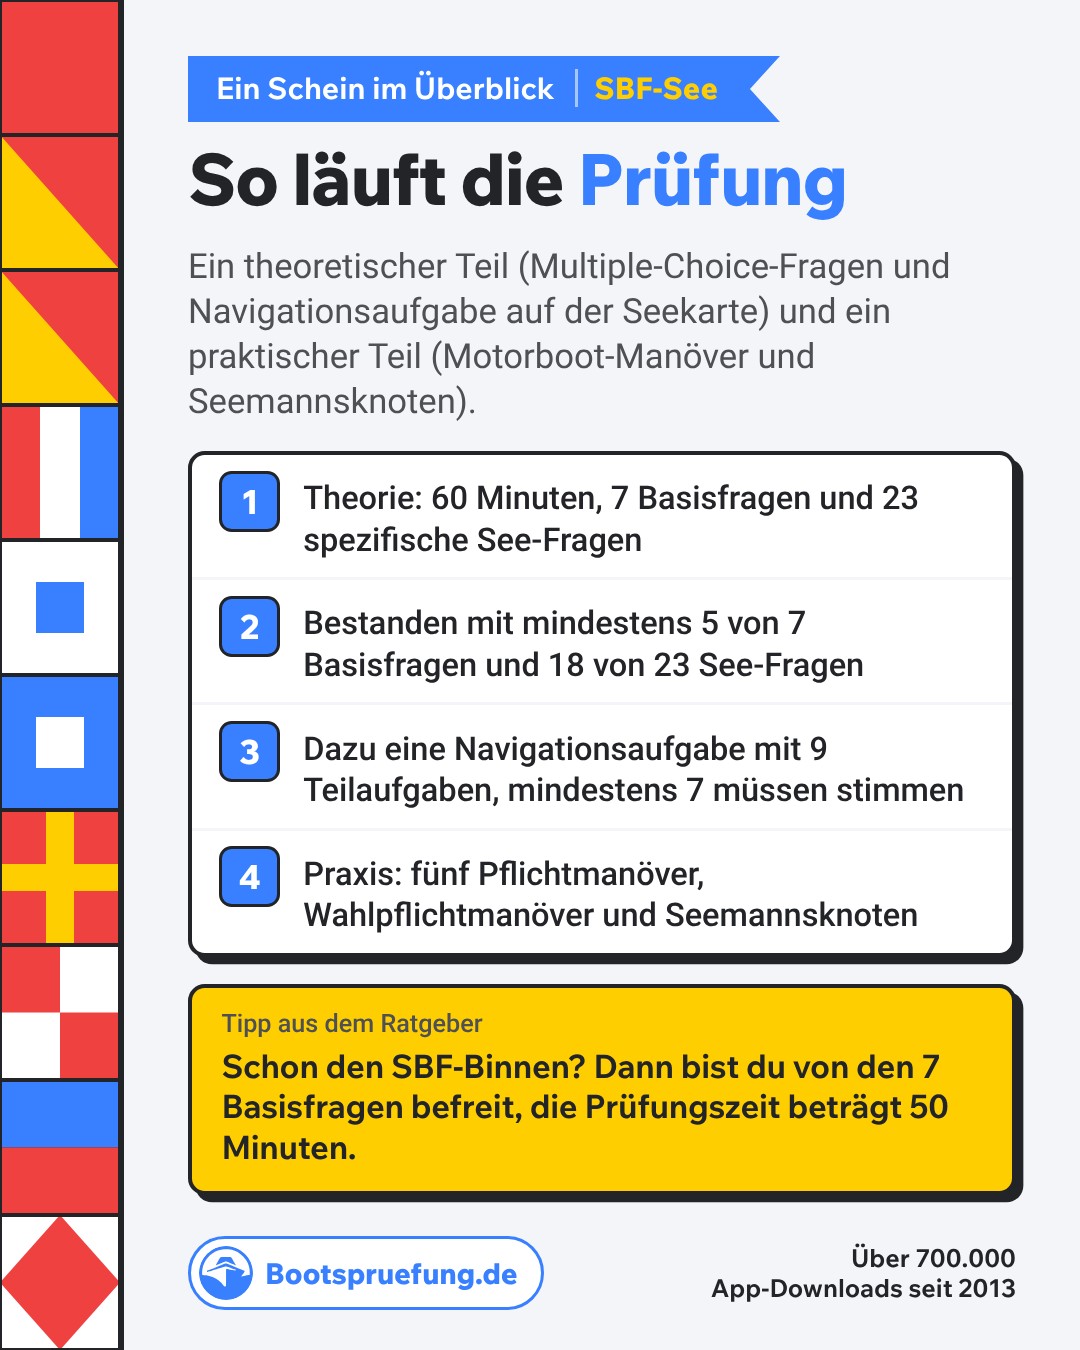 Ein Schein im Überblick | SBF-See
So läuft die Prüfung
Ein theoretischer Teil (Multiple-Choice-Fragen und
Navigationsaufgabe auf der Seekarte) und ein
praktischer Teil (Motorboot-Manöver und
Seemannsknoten).
1 Theorie: 60 Minuten, 7 Basisfragen und 23
spezifische See-Fragen
2 Bestanden mit mindestens 5 von 7
Basisfragen und 18 von 23 See-Fragen
3 Dazu eine Navigationsaufgabe mit 9
Teilaufgaben, mindestens 7 müssen stimmen
4 Praxis: fünf Pflichtmanöver,
Wahlpflichtmanöver und Seemannsknoten
Tipp aus dem Ratgeber
Schon den SBF-Binnen? Dann bist du von den 7
Basisfragen befreit, die Prüfungszeit beträgt 50
Minuten.
Bootspruefung.de
Über 700.000
App-Downloads seit 2013